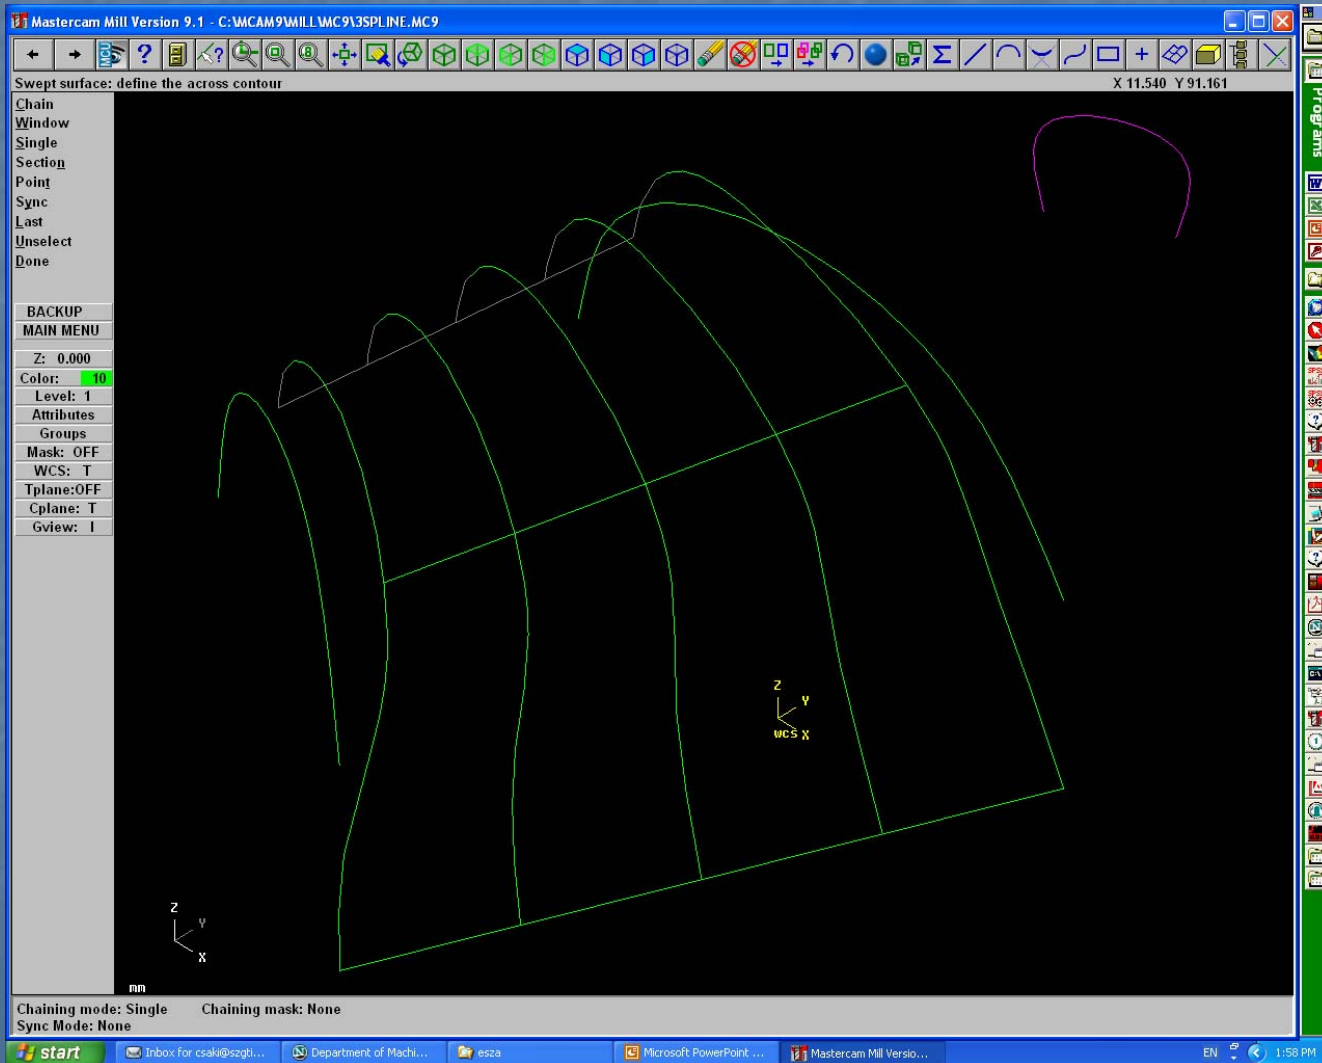 Mastercam Mill Version 9.1 - C:\MCAM9\MILL\MC9\3SPLINE.MC9
Swept surface: define the across contour
X 11.540 Y 91.161
Chain
Window
Single
Section
Point
Sync
Last
Unselect
Done
BACKUP
MAIN MENU
Z: 0.000
Color: 10
Level: 1
Attributes
Groups
Mask: OFF
WCS: T
Tplane:OFF
Cplane: T
Gview: I
Programs
Z
Y
WCS X
Z
Y
X
mm
Chaining mode: Single Chaining mask: None
Sync Mode: None
start
Inbox for csaki@szgti...
Department of Machi...
esza
Microsoft PowerPoint ...
Mastercam Mill Versio...
EN
1:58 PM